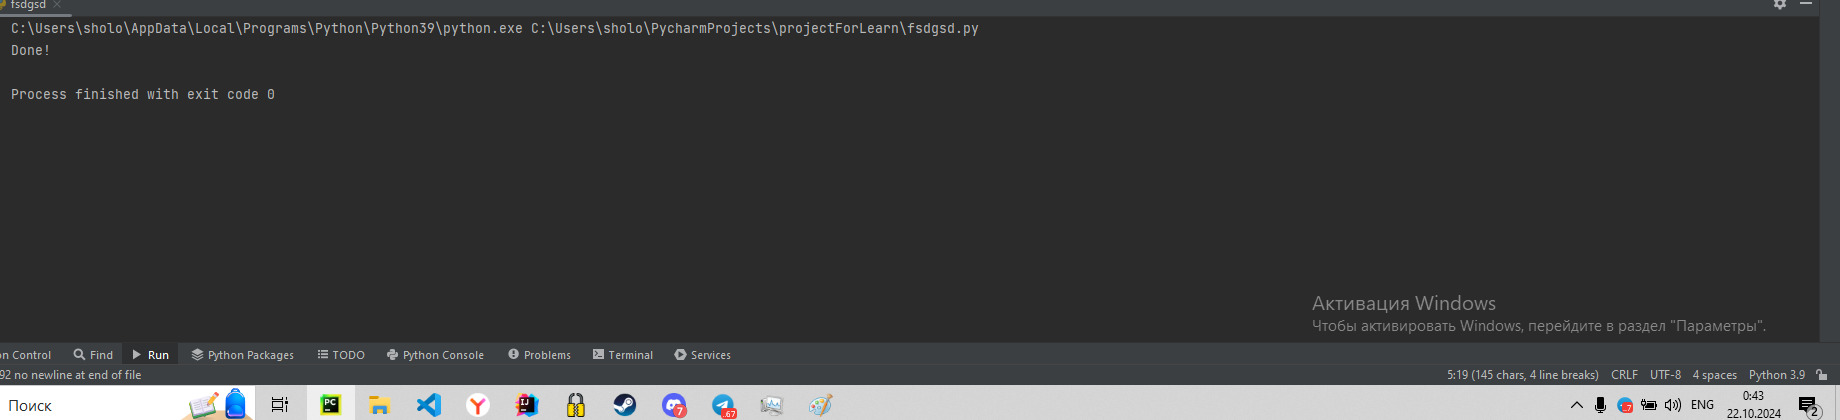 fsdgsd
C:\Users\sholo\AppData\Local\Programs\Python\Python39\python.exe C:\Users\sholo\PycharmProjects\projectForLearn\fsdgsd.py
Done!
Process finished with exit code 0
Активация Windows
Чтобы активировать Windows, перейдите в раздел "Параметры".
on Control Find Run Python Packages TODO Python Console Problems Terminal Services
92 no newline at end of file 5:19 (145 chars, 4 line breaks) CRLF UTF-8 4 spaces Python 3.9
Поиск PC IJ 7 67 ENG 0:43
22.10.2024 2